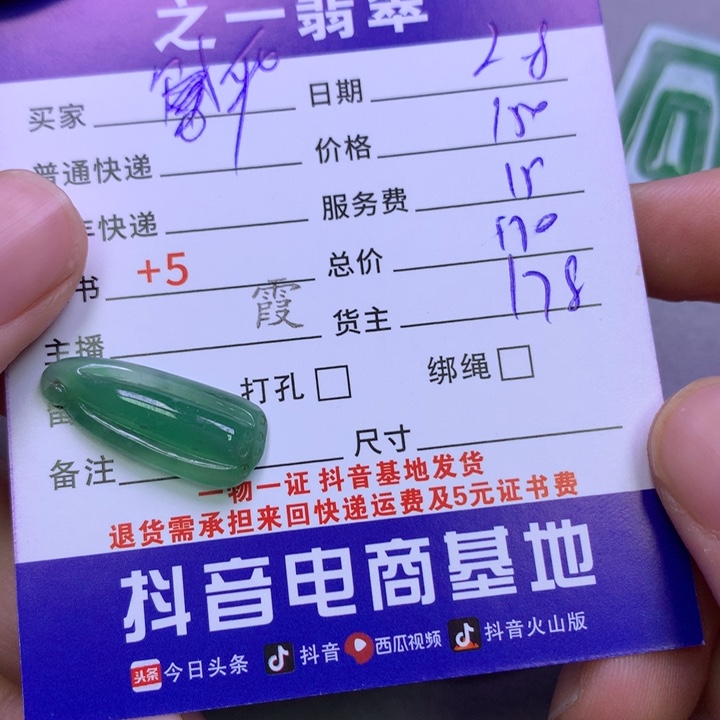 之一翡翠
买家 日期 28
普通快递 价格 150
快递 服务费 15
书 +5 总价 170
主播 霞 货主 178
打孔 □ 绑绳 □
备注 尺寸
一物一证 抖音基地发货
退货需承担来回快递运费及5元证书费
抖音电商基地
头条 今日头条 抖音 西瓜视频 抖音火山版